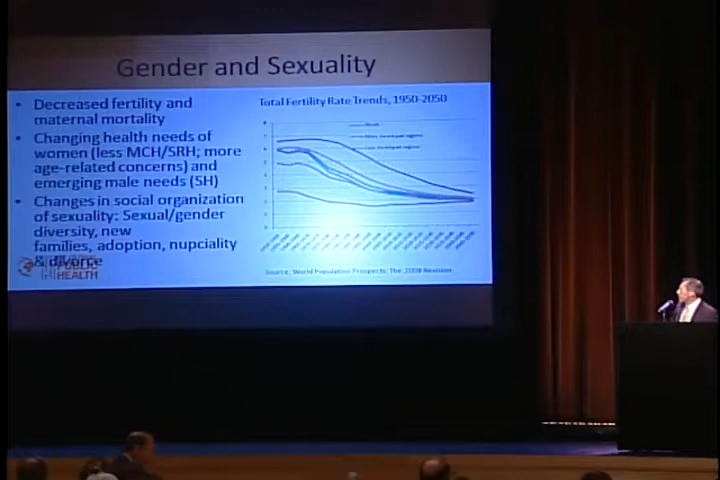 Gender and Sexuality
• Decreased fertility and
maternal mortality
• Changing health needs of
women (less MCH/SRH; more
age-related concerns) and
emerging male needs (SH)
• Changes in social organization
of sexuality: Sexual/gender
diversity, new
families, adoption, nupciality
& divorce
PUBLIC
HEALTH
Total Fertility Rate Trends, 1950-2050
Source: World Population Prospects: The 2008 Revision